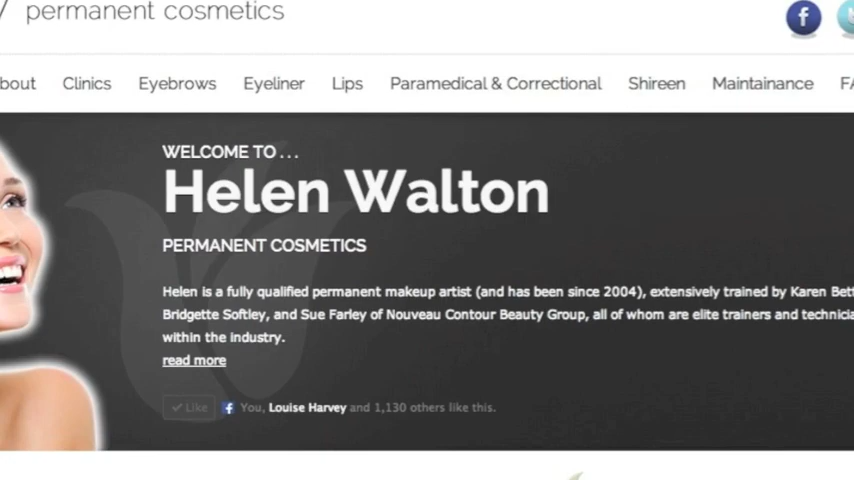 permanent cosmetics
bout Clinics Eyebrows Eyeliner Lips Paramedical & Correctional Shireen Maintainance FA
WELCOME TO...
Helen Walton
PERMANENT COSMETICS
Helen is a fully qualified permanent makeup artist (and has been since 2004), extensively trained by Karen Bett
Bridgette Softley, and Sue Farley of Nouveau Contour Beauty Group, all of whom are elite trainers and technicia
within the industry.
read more
Like You, Louise Harvey and 1,130 others like this.